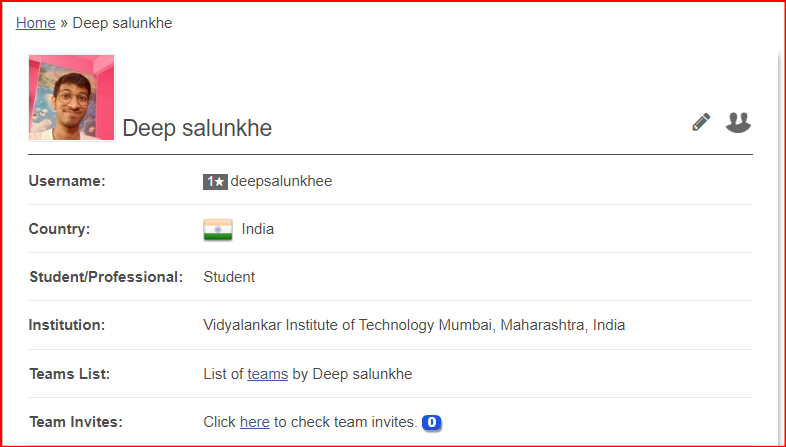 Home » Deep salunkhe
Deep salunkhe
Username: 1★ deepsalunkhee
Country: India
Student/Professional: Student
Institution: Vidyalankar Institute of Technology Mumbai, Maharashtra, India
Teams List: List of teams by Deep salunkhe
Team Invites: Click here to check team invites. 0